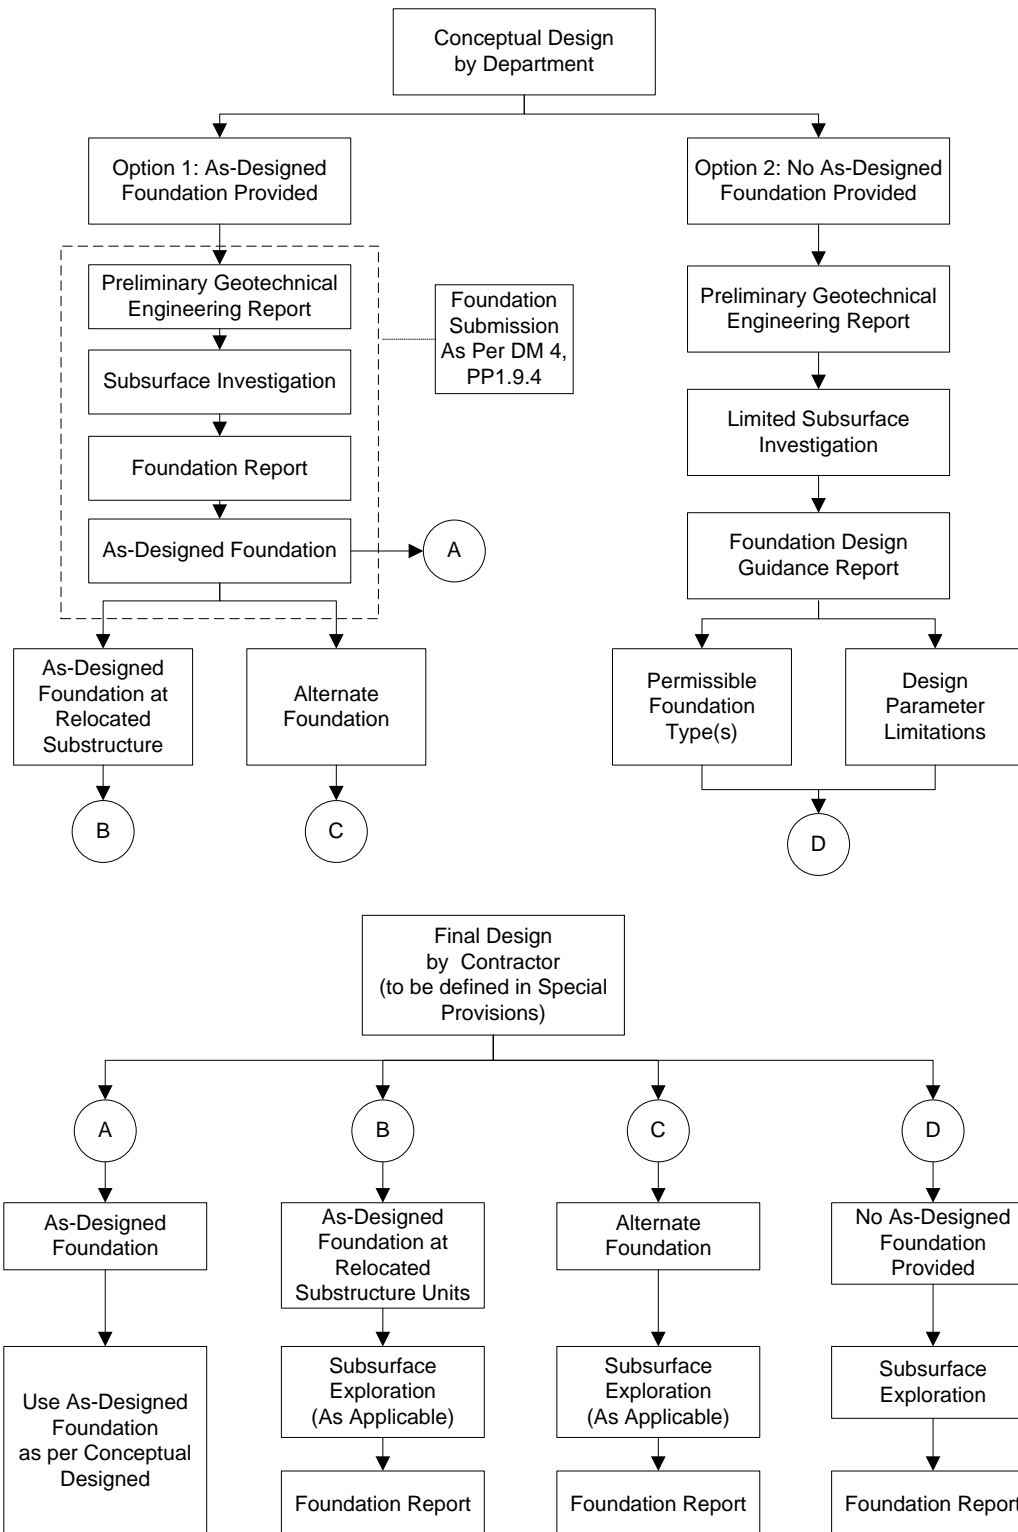 Conceptual Design
by Department
Option 1: As-Designed
Foundation Provided
Option 2: No As-Designed
Foundation Provided
Preliminary Geotechnical
Engineering Report
Foundation
Submission
As Per DM 4,
PP1.9.4
Preliminary Geotechnical
Engineering Report
Subsurface Investigation
Limited Subsurface
Investigation
Foundation Report
As-Designed Foundation
A
Foundation Design
Guidance Report
As-Designed
Foundation at
Relocated
Substructure
Alternate
Foundation
Permissible
Foundation
Type(s)
Design
Parameter
Limitations
B
C
D
Final Design
by Contractor
(to be defined in Special
Provisions)
A
B
C
D
As-Designed
Foundation
As-Designed
Foundation at
Relocated
Substructure Units
Alternate
Foundation
No As-Designed
Foundation
Provided
Use As-Designed
Foundation
as per Conceptual
Designed
Subsurface
Exploration
(As Applicable)
Subsurface
Exploration
(As Applicable)
Subsurface
Exploration
Foundation Report
Foundation Report
Foundation Report